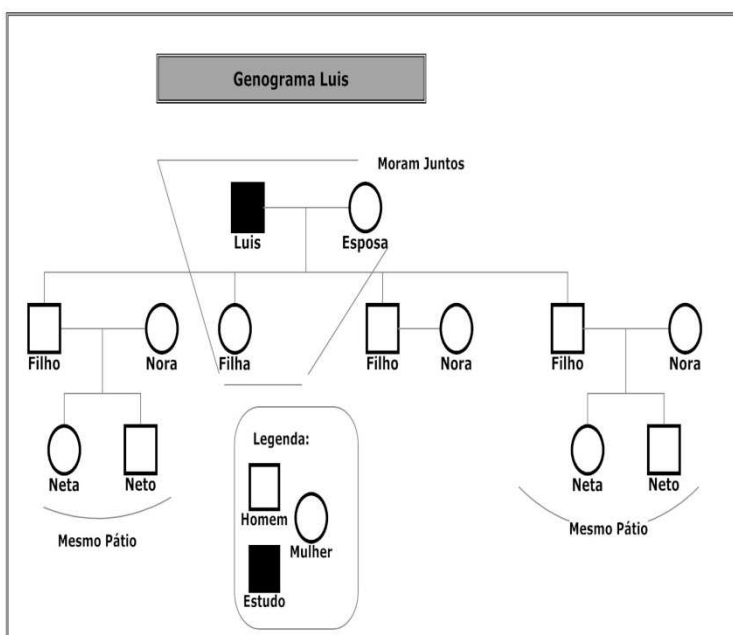 Genograma Luis
Moram Juntos
Luis
Esposa
Filho
Nora
Filha
Filho
Nora
Filho
Nora
Neta
Neto
Neta
Neto
Mesmo Pátio
Mesmo Pátio
Legenda:
Homem
Mulher
Estudo